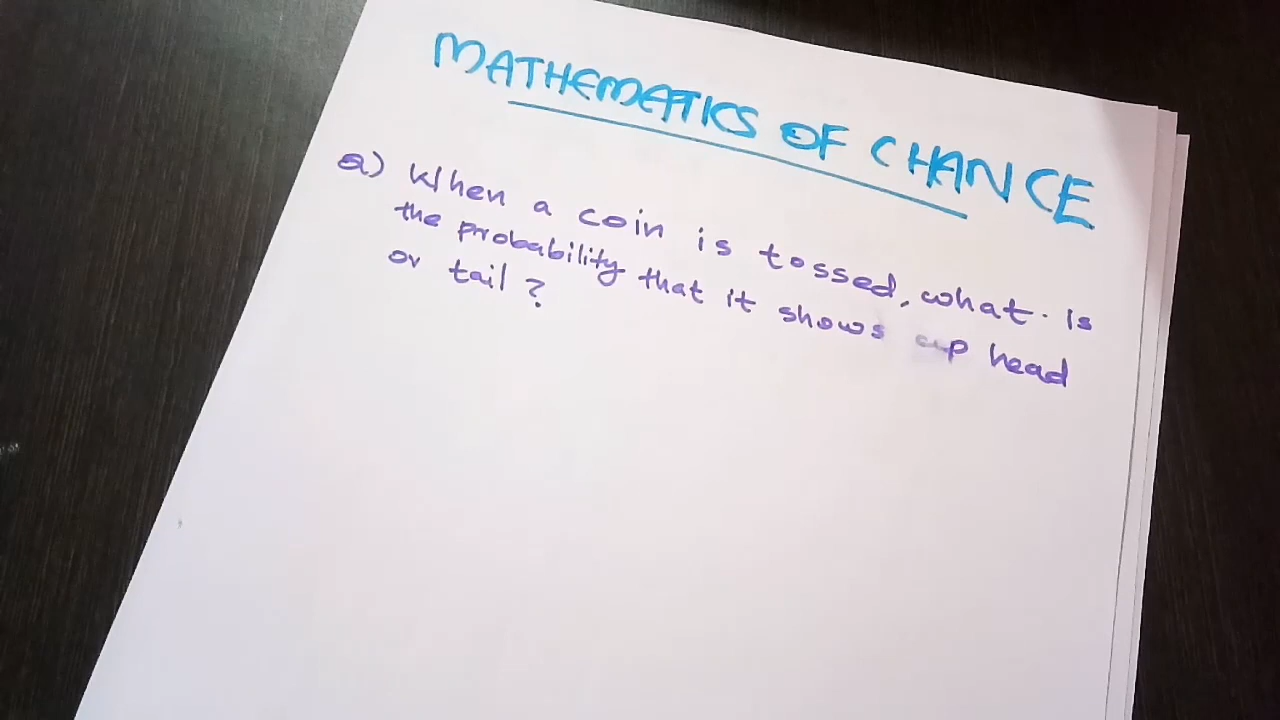 MATHEMATICS OF CHANCE
a) When a coin is tossed, what is
the probability that it shows up head
or tail?